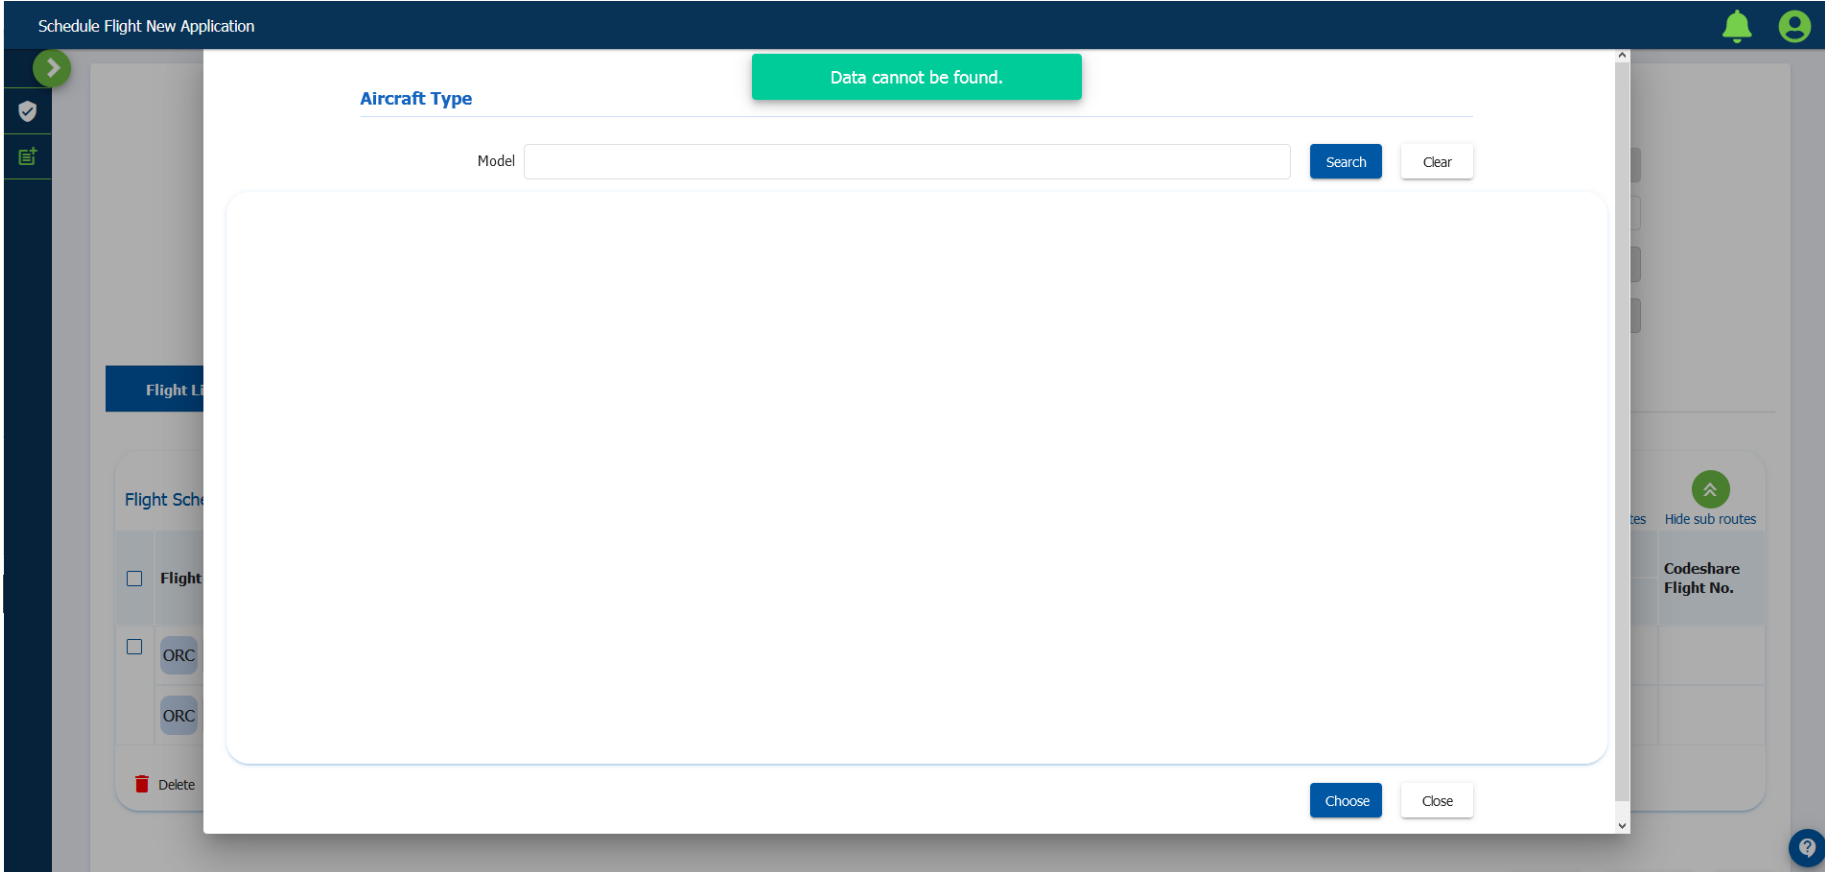 Schedule Flight New Application
Data cannot be found.
Aircraft Type
Model
Search
Clear
Flight Li
Flight Sche
tes
Hide sub routes
Flight
Codeshare
Flight No.
ORC
ORC
Delete
Choose
Close